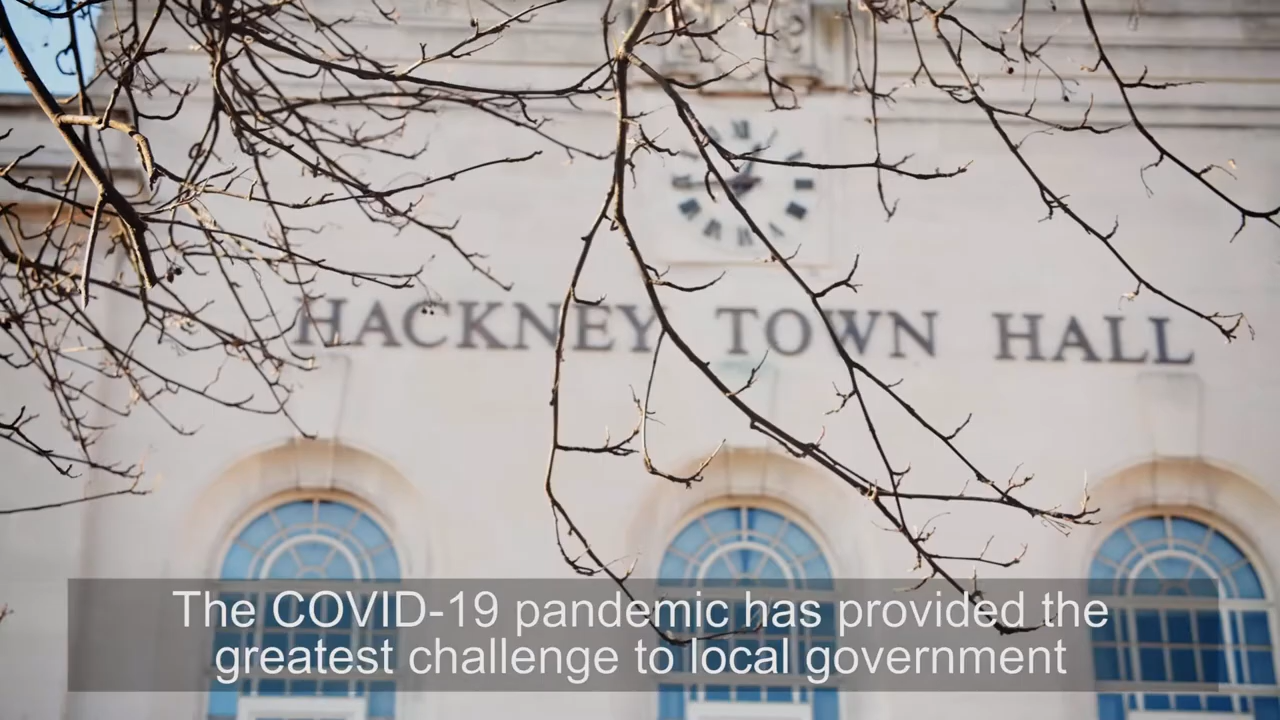 HACKNEY TOWN HALL
The COVID-19 pandemic has provided the
greatest challenge to local government